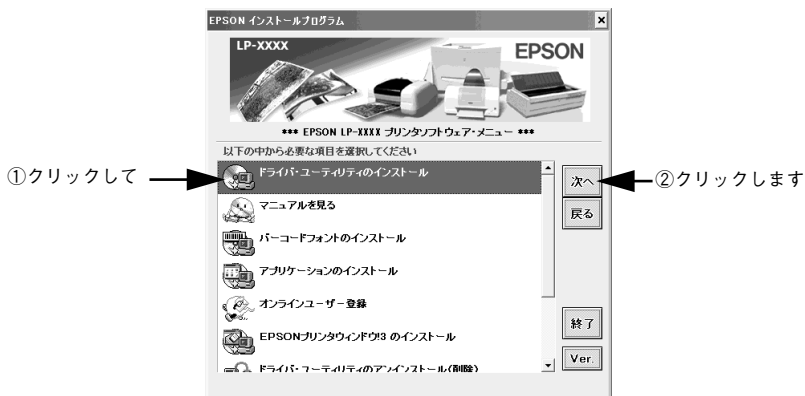 EPSON インストールプログラム
LP-XXXX
EPSON
*** EPSON LP-XXXX プリンタソフトウェア・メニュー ***
以下の中から必要な項目を選択してください
①クリックして
ドライバ・ユーティリティのインストール
次へ
②クリックします
マニュアルを見る
戻る
バーコードフォントのインストール
アプリケーションのインストール
オンラインユーザー登録
終了
EPSONプリンタウィンドウ!3 のインストール
Ver.
ドライバ・ユーティリティのアンインストール(削除)